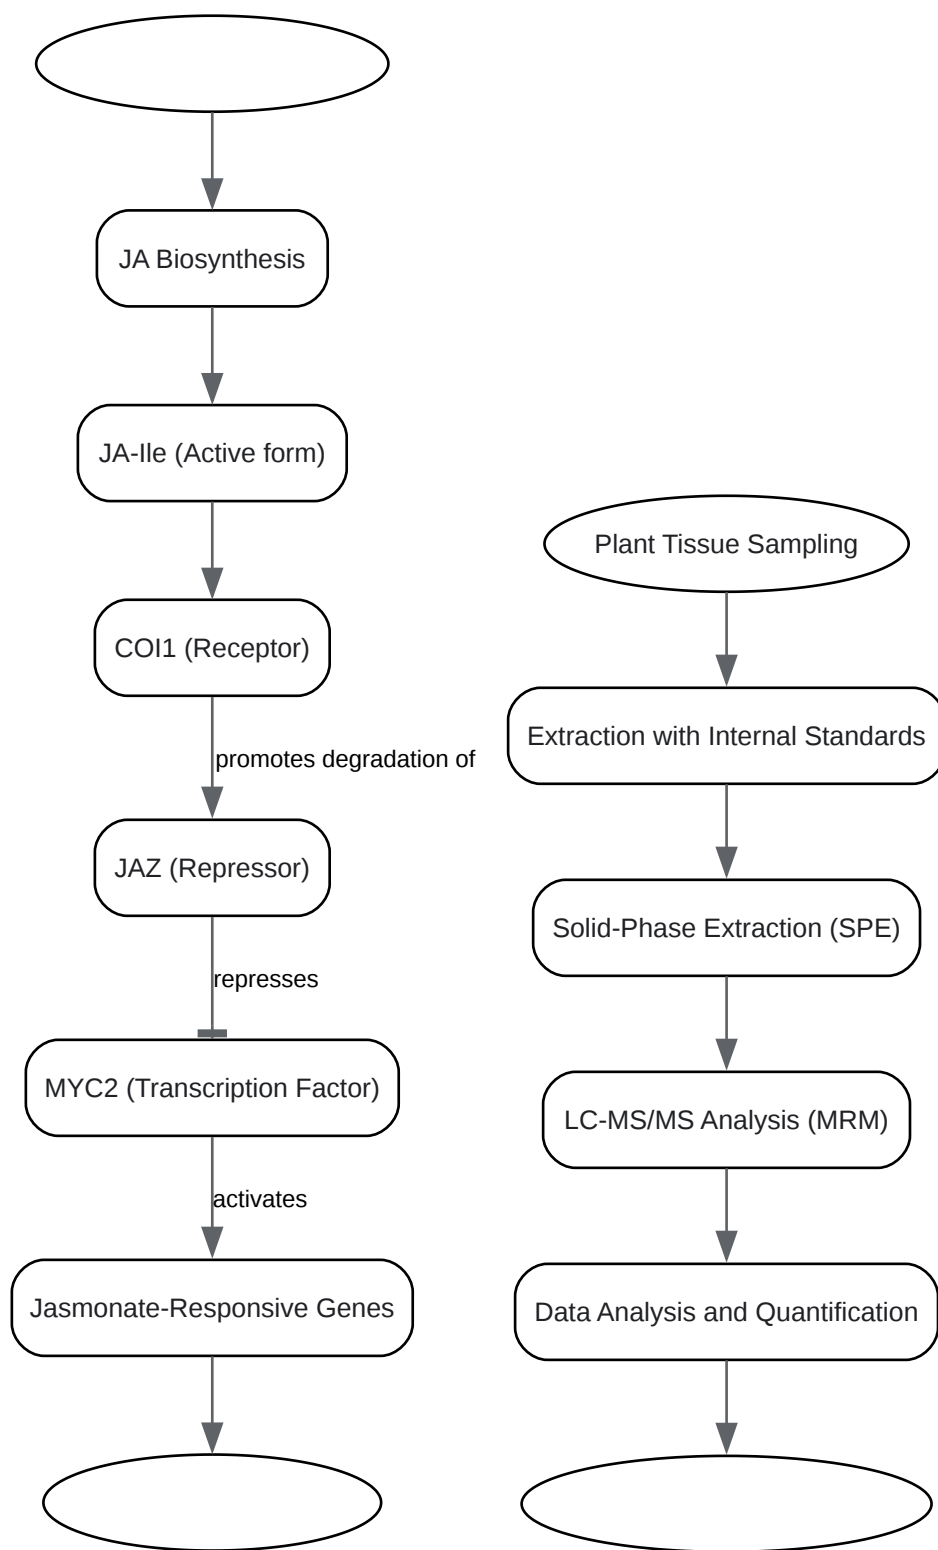 JA Biosynthesis
JA-Ile (Active form)
COI1 (Receptor)
promotes degradation of
JAZ (Repressor)
represses
MYC2 (Transcription Factor)
activates
Jasmonate-Responsive Genes
Plant Tissue Sampling
Extraction with Internal Standards
Solid-Phase Extraction (SPE)
LC-MS/MS Analysis (MRM)
Data Analysis and Quantification